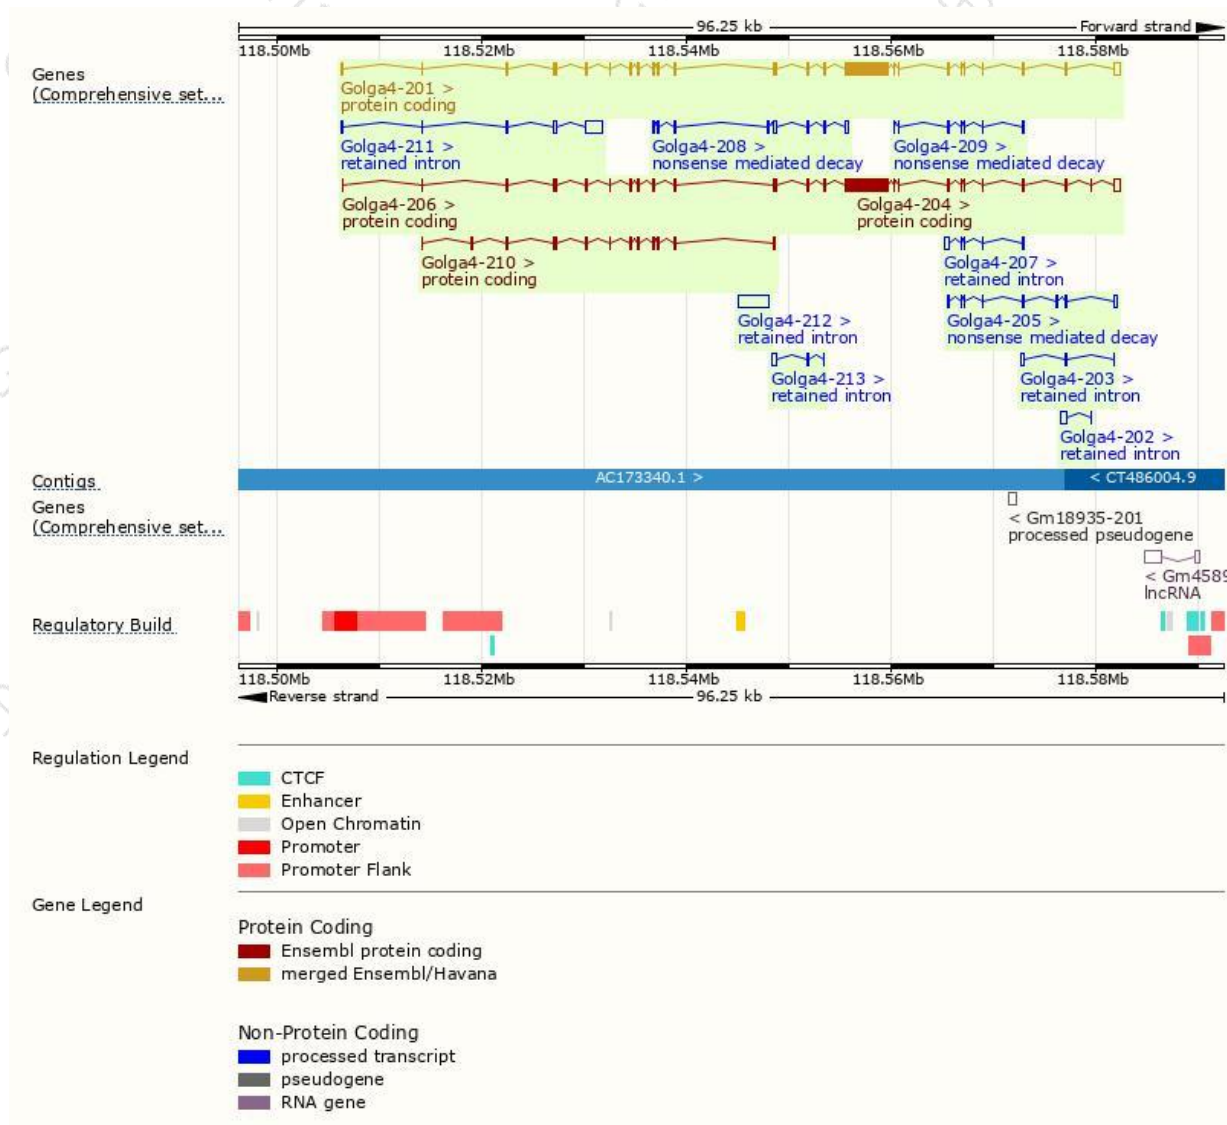 96.25 kb Forward strand
118.50Mb 118.52Mb 118.54Mb 118.56Mb 118.58Mb
Genes
(Comprehensive set...
Golga4-201 >
protein coding
Golga4-211 > Golga4-208 > Golga4-209 >
retained intron nonsense mediated decay nonsense mediated decay
Golga4-206 > Golga4-204 >
protein coding protein coding
Golga4-210 > Golga4-207 >
protein coding retained intron
Golga4-212 > Golga4-205 >
retained intron nonsense mediated decay
Golga4-213 > Golga4-203 >
retained intron retained intron
Golga4-202 >
retained intron
Contigs AC173340.1 > < CT486004.9
Genes
(Comprehensive set...
< Gm18935-201
processed pseudogene
< Gm4589
lncRNA
Regulatory Build
118.50Mb 118.52Mb 118.54Mb 118.56Mb 118.58Mb
Reverse strand 96.25 kb
Regulation Legend
CTCF
Enhancer
Open Chromatin
Promoter
Promoter Flank
Gene Legend
Protein Coding
Ensembl protein coding
merged Ensembl/Havana
Non-Protein Coding
processed transcript
pseudogene
RNA gene